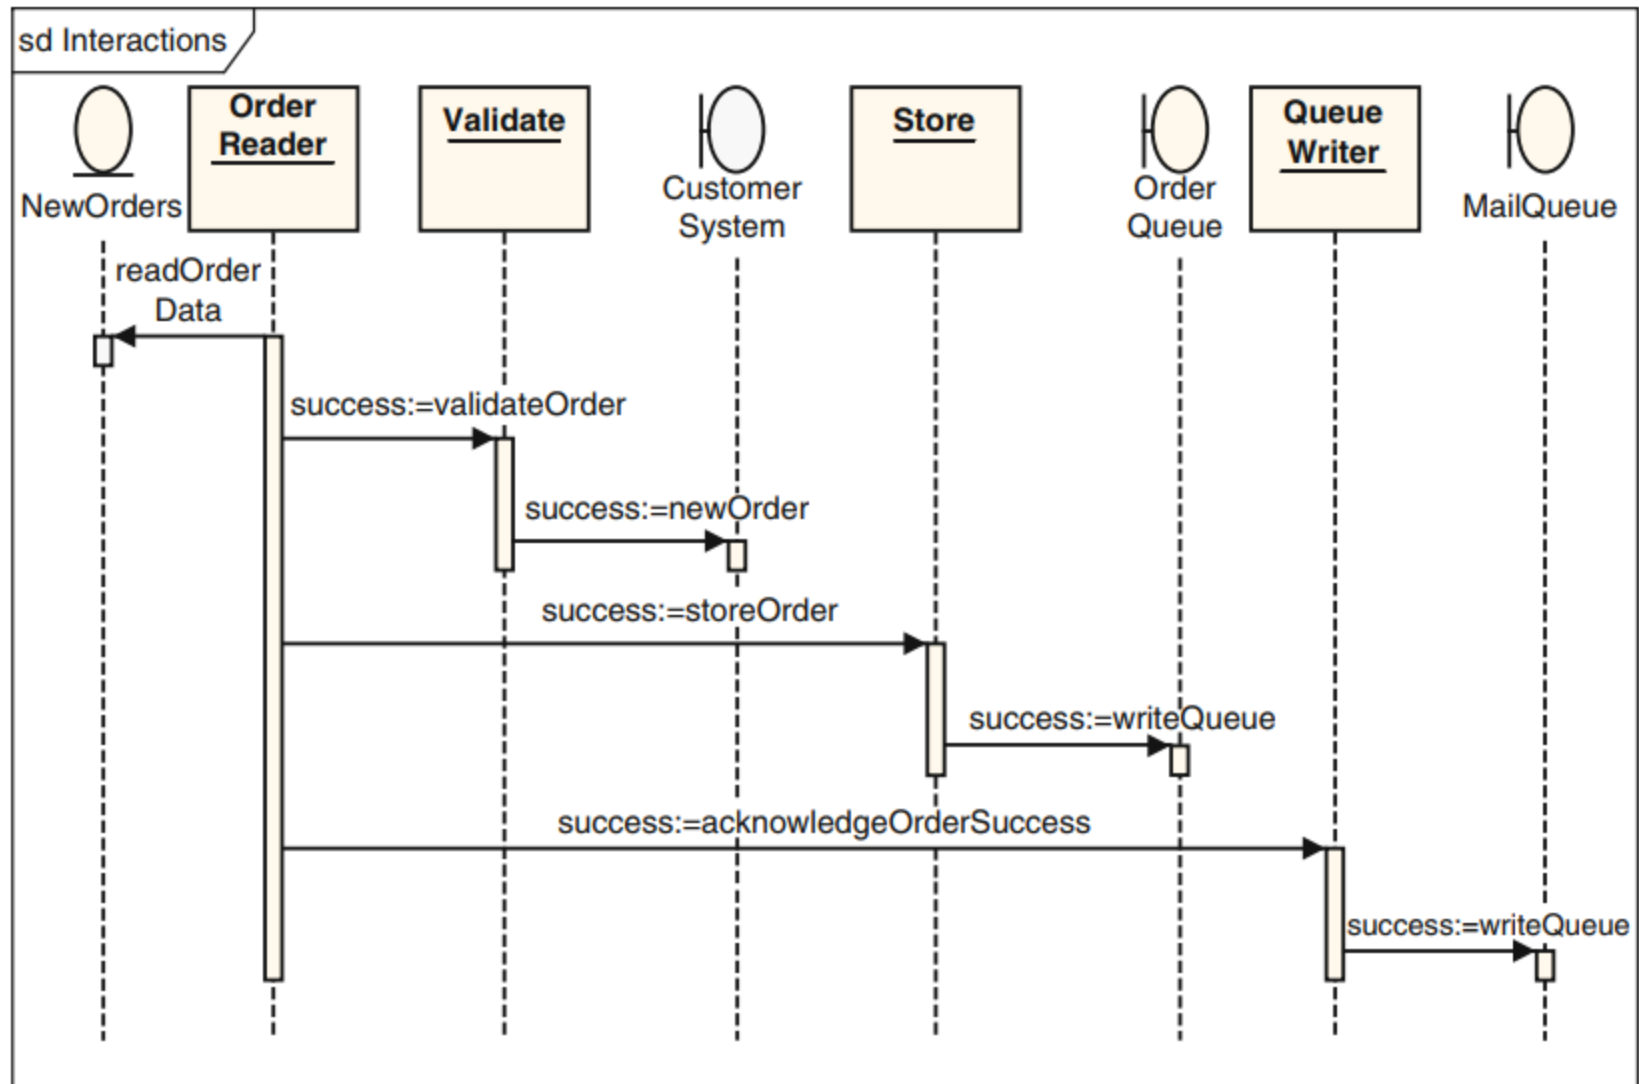 sd Interactions
Order
Reader
Validate
Store
Queue
Writer
NewOrders
Customer
System
Order
Queue
MailQueue
readOrder
Data
success:=validateOrder
success:=newOrder
success:=storeOrder
success:=writeQueue
success:=acknowledgeOrderSuccess
success:=writeQueue